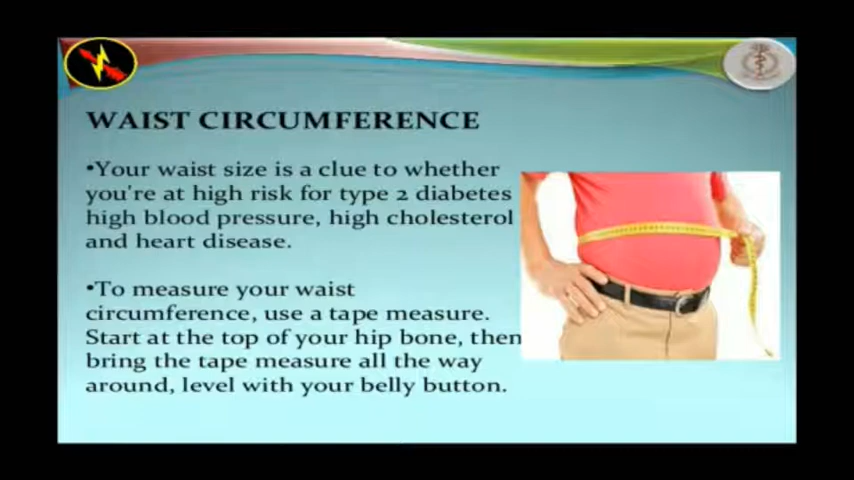 WAIST CIRCUMFERENCE
•Your waist size is a clue to whether
you're at high risk for type 2 diabetes
high blood pressure, high cholesterol
and heart disease.
•To measure your waist
circumference, use a tape measure.
Start at the top of your hip bone, then
bring the tape measure all the way
around, level with your belly button.